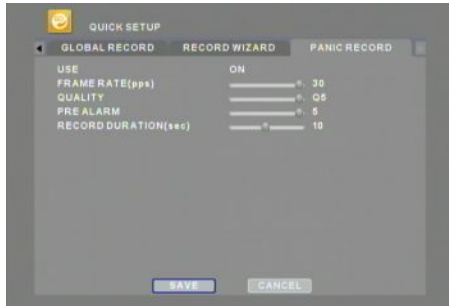 QUICK SETUP
GLOBAL RECORD RECORD WIZARD PANIC RECORD
USE ON
FRAME RATE(pps) 30
QUALITY Q5
PRE ALARM 5
RECORD DURATION(sec) 10
SAVE CANCEL